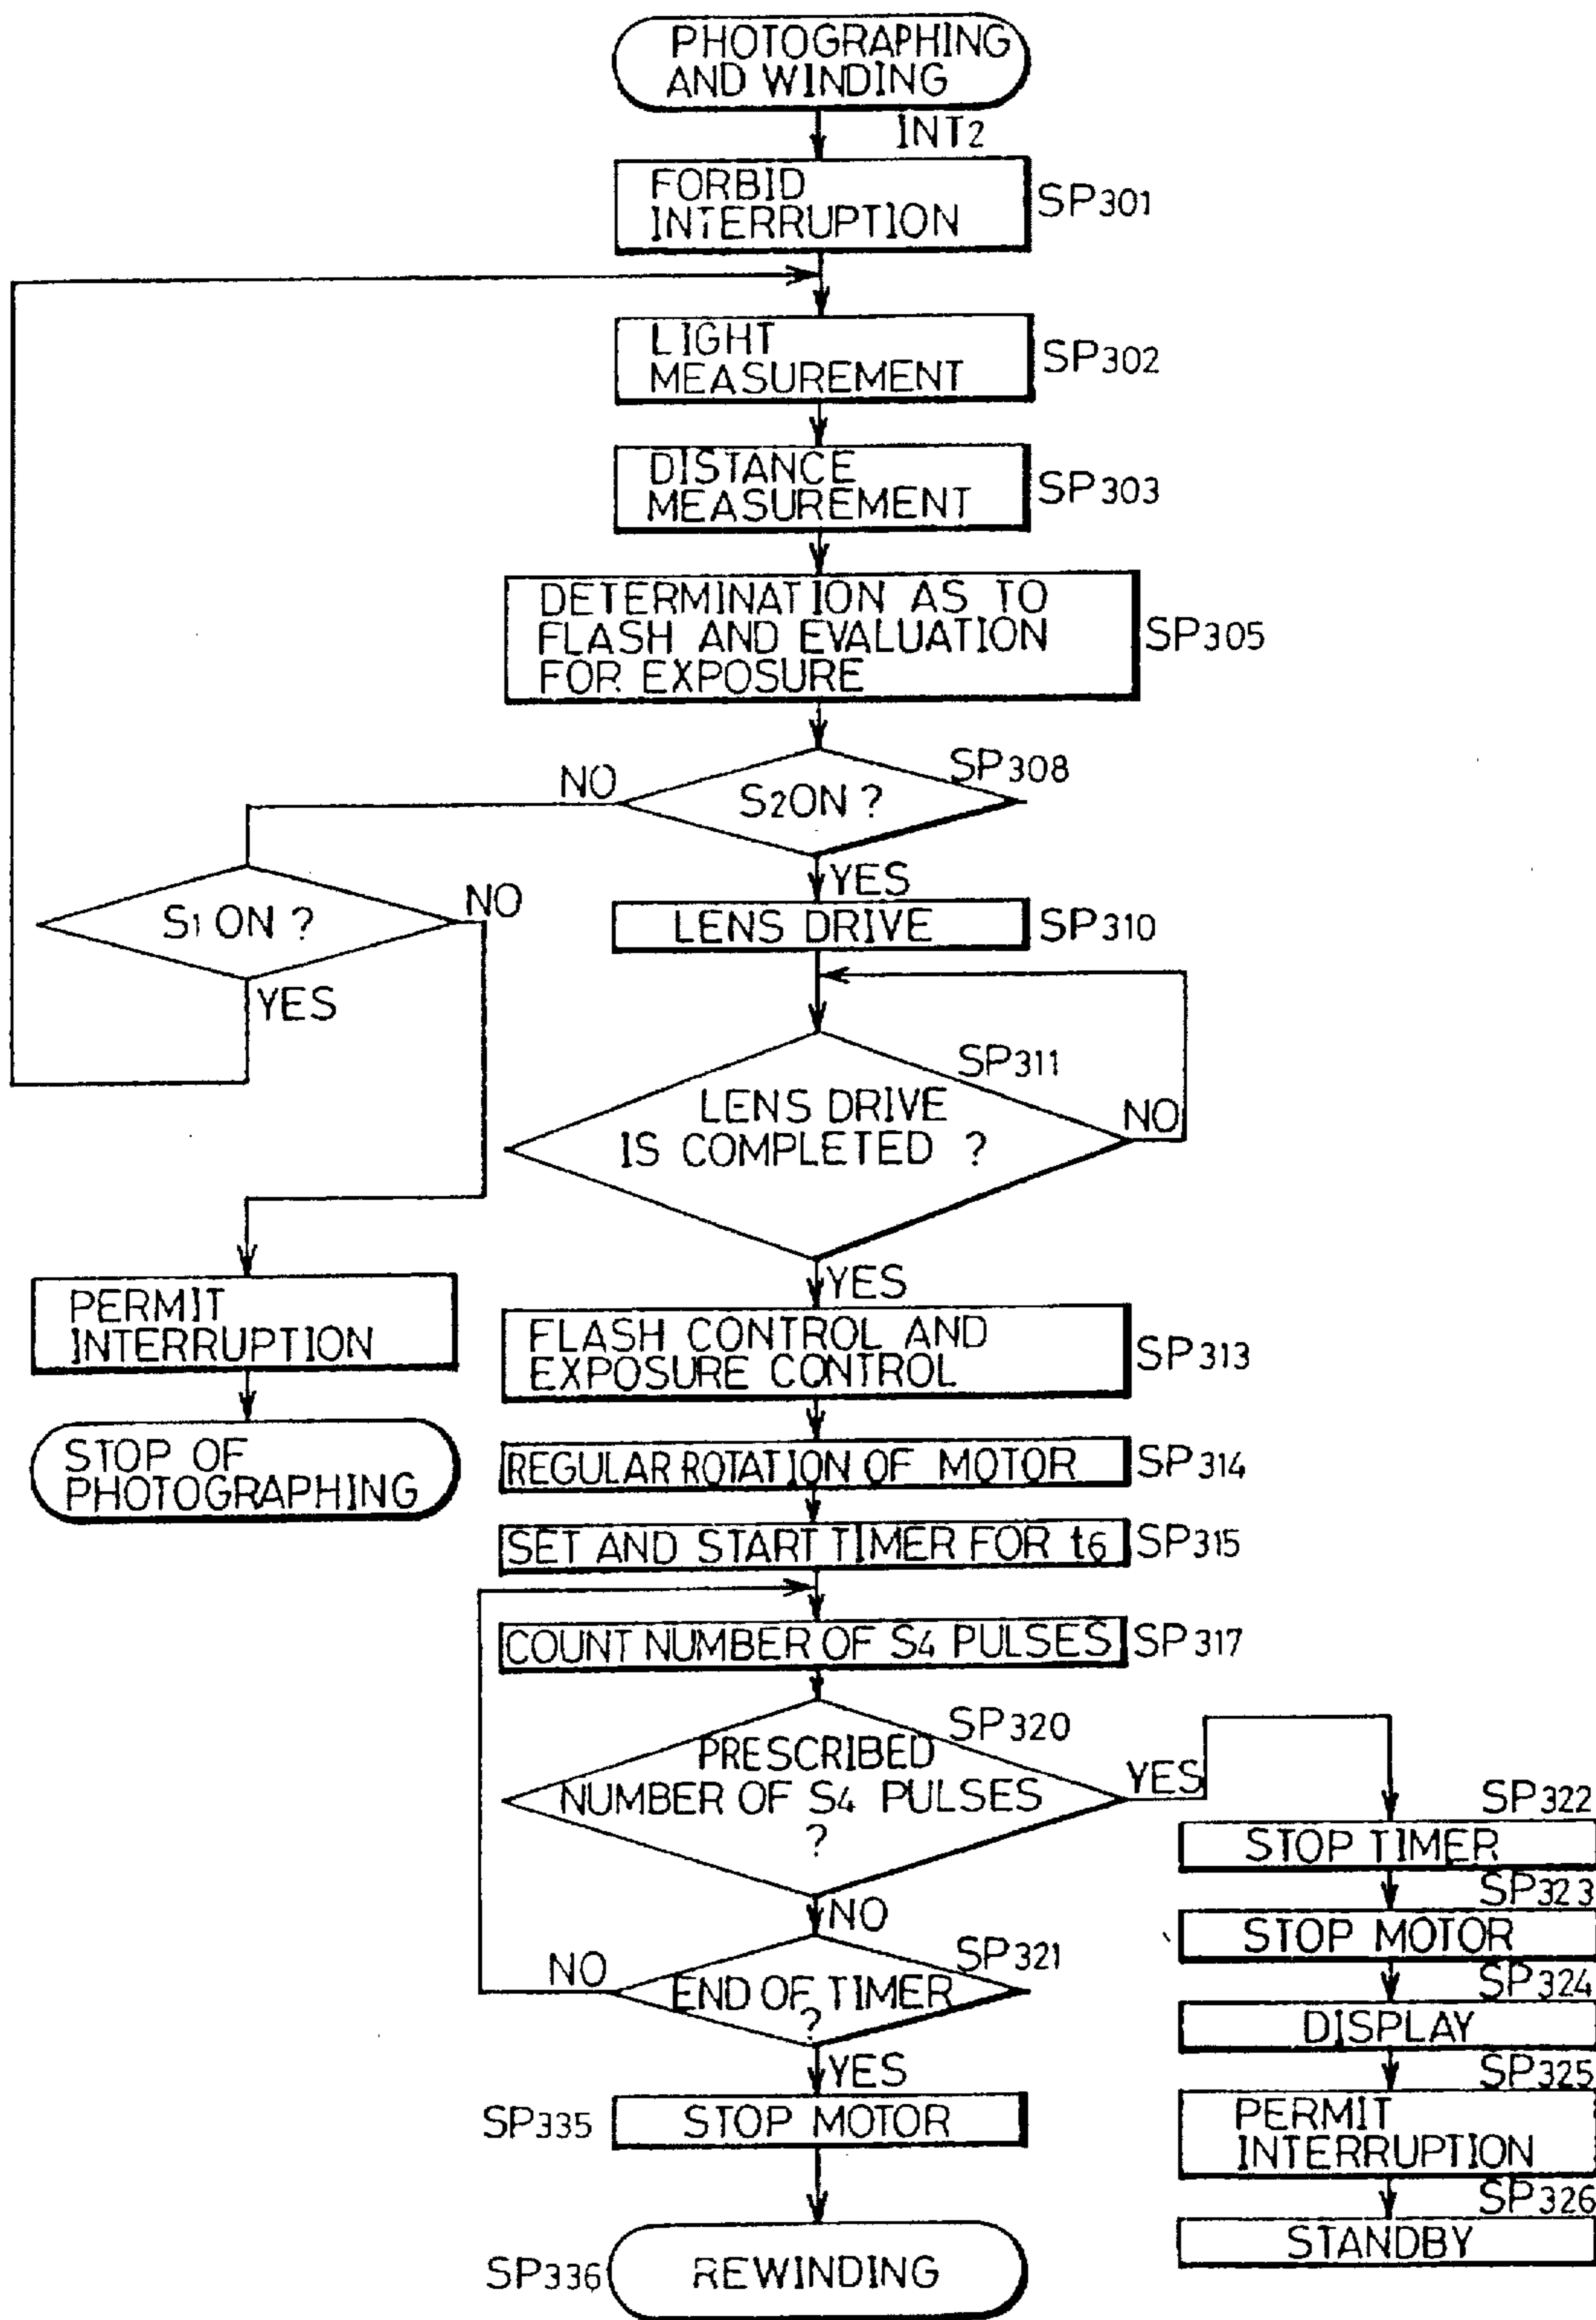 PHOTOGRAPHING
AND WINDING
INT2
FORBID
INTERRUPTION
SP301
LIGHT
MEASUREMENT
SP302
DISTANCE
MEASUREMENT
SP303
DETERMINATION AS TO
FLASH AND EVALUATION
FOR EXPOSURE
SP305
SP308
NO
S2ON ?
YES
S1 ON ?
NO
YES
LENS DRIVE
SP310
SP311
LENS DRIVE
IS COMPLETED ?
NO
YES
PERMIT
INTERRUPTION
STOP OF
PHOTOGRAPHING
FLASH CONTROL AND
EXPOSURE CONTROL
SP313
REGULAR ROTATION OF MOTOR
SP314
SET AND START TIMER FOR t6
SP315
COUNT NUMBER OF S4 PULSES
SP317
SP320
PRESCRIBED
NUMBER OF S4 PULSES
?
YES
NO
SP321
NO
END OF TIMER
?
YES
SP335
STOP MOTOR
SP336
REWINDING
SP322
STOP TIMER
SP323
STOP MOTOR
SP324
DISPLAY
SP325
PERMIT
INTERRUPTION
SP326
STANDBY